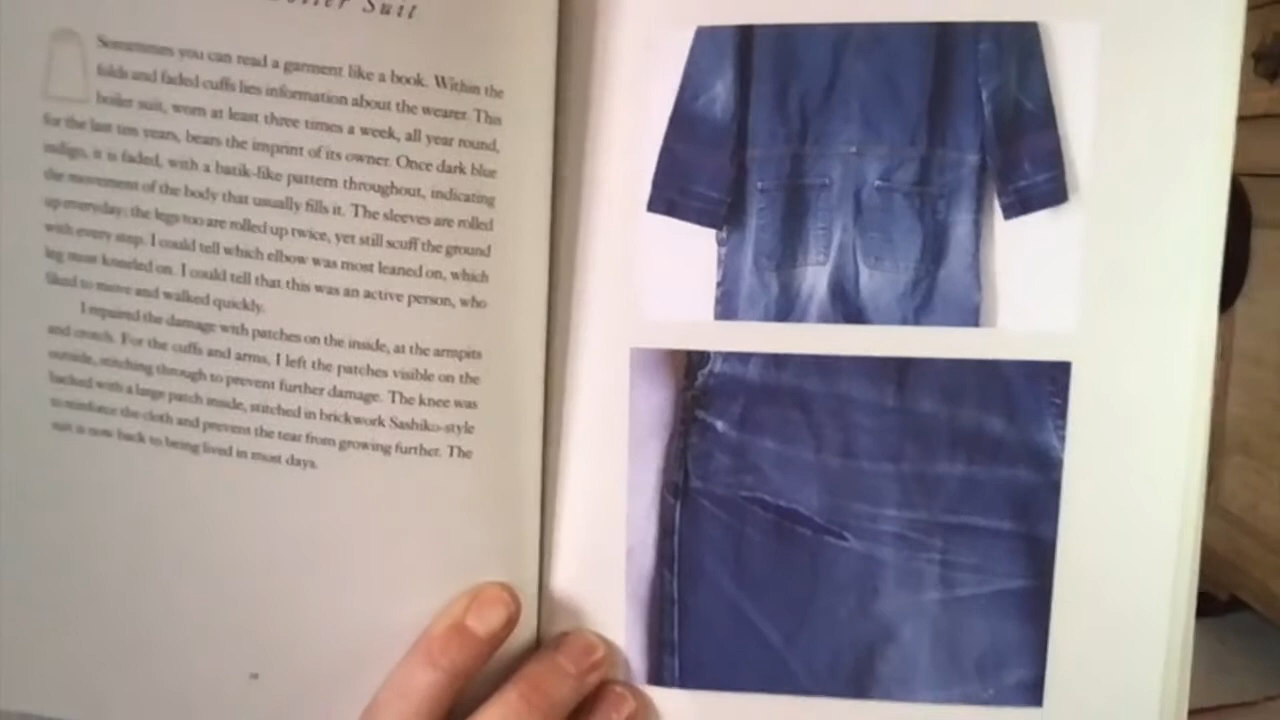 Boiler Suit
Sometimes you can read a garment like a book. Within the
folds and faded cuffs lies information about the wearer. This
boiler suit, worn at least three times a week, all year round,
for the last ten years, bears the imprint of its owner. Once dark blue
indigo, it is faded, with a batik-like pattern throughout, indicating
the movement of the body that usually fills it. The sleeves are rolled
up everyday; the legs too are rolled up twice, yet still scuff the ground
with every step. I could tell which elbow was most leaned on, which
leg most kneeled on. I could tell that this was an active person, who
liked to move and walked quickly.
I repaired the damage with patches on the inside, at the armpits
and crotch. For the cuffs and arms, I left the patches visible on the
outside, stitching through to prevent further damage. The knee was
backed with a large patch inside, stitched in brickwork Sashiko-style
to reinforce the cloth and prevent the tear from growing further. The
suit is now back to being lived in most days.